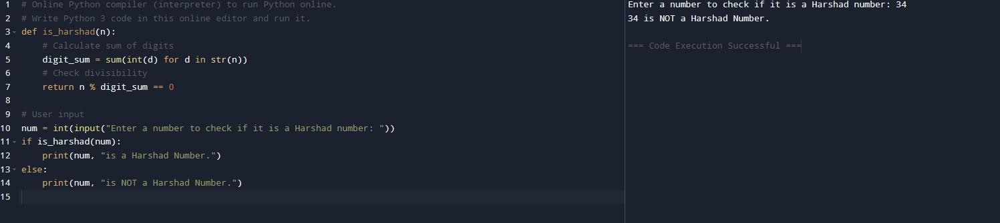 1 # Online Python compiler (interpreter) to run Python online.
2 # Write Python 3 code in this online editor and run it.
3 def is_harshad(n):
4     # Calculate sum of digits
5     digit_sum = sum(int(d) for d in str(n))
6     # Check divisibility
7     return n % digit_sum == 0
8
9 # User input
10 num = int(input("Enter a number to check if it is a Harshad number: "))
11 if is_harshad(num):
12     print(num, "is a Harshad Number.")
13 else:
14     print(num, "is NOT a Harshad Number.")
15
Enter a number to check if it is a Harshad number: 34
34 is NOT a Harshad Number.
=== Code Execution Successful ===